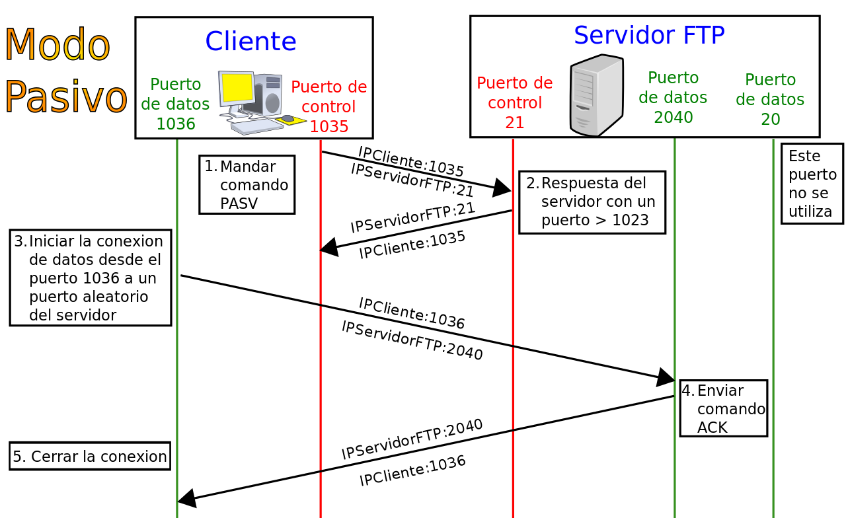 Modo
Pasivo
Cliente
Puerto
de datos
1036
Puerto de
control
1035
Servidor FTP
Puerto de
control
21
Puerto
de datos
2040
Puerto
de datos
20
1. Mandar
comando
PASV
IPCliente:1035
IPServidorFTP:21
2. Respuesta del
servidor con un
puerto > 1023
Este
puerto
no se
utiliza
IPServidorFTP:21
IPCliente:1035
3. Iniciar la conexion
de datos desde el
puerto 1036 a un
puerto aleatorio
del servidor
IPCliente:1036
IPServidorFTP:2040
4. Enviar
comando
ACK
IPServidorFTP:2040
IPCliente:1036
5. Cerrar la conexion